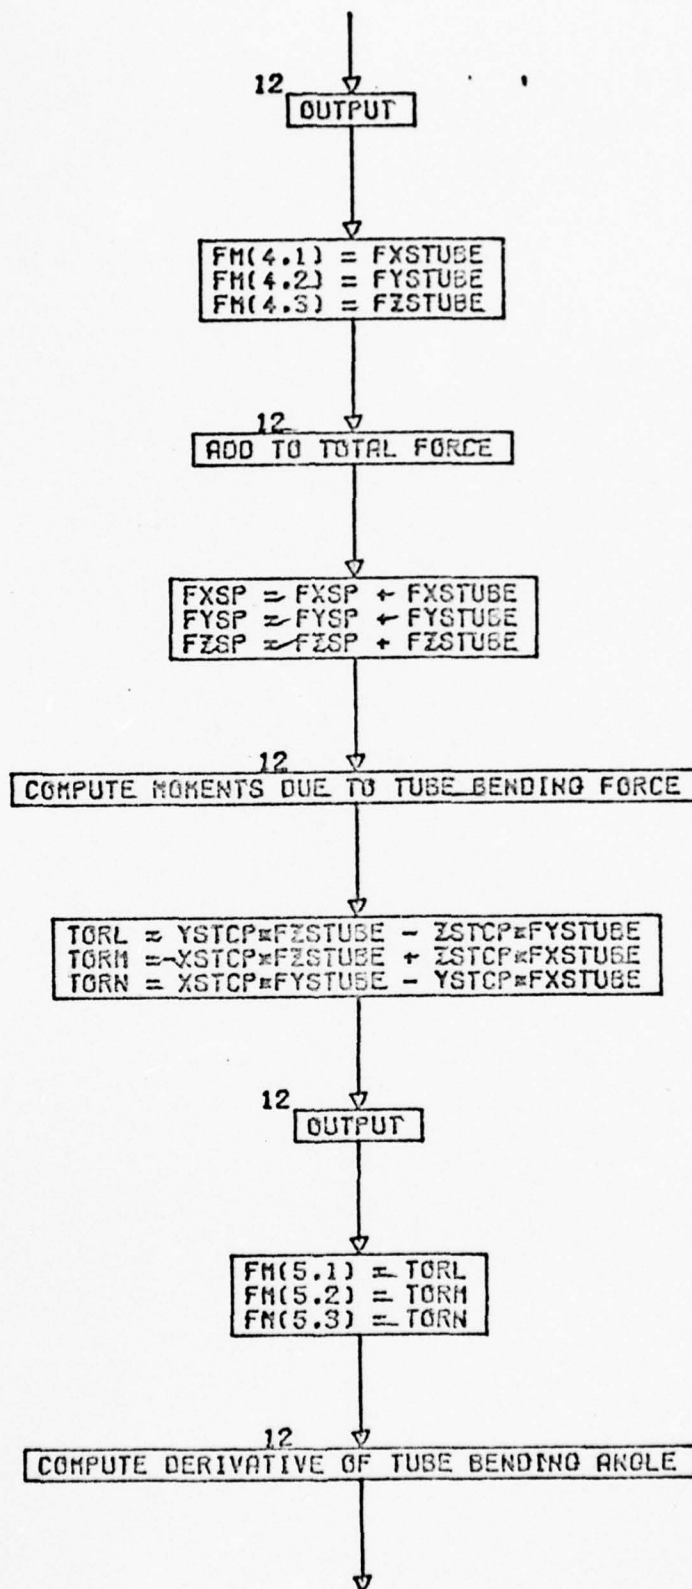 12
OUTPUT
FM(4.1) = FXSTUBE
FM(4.2) = FYSTUBE
FM(4.3) = FZSTUBE
12
ADD TO TOTAL FORCE
FXSP = FXSP + FXSTUBE
FYSP = FYSP + FYSTUBE
FZSP = FZSP + FZSTUBE
12
COMPUTE MOMENTS DUE TO TUBE BENDING FORCE
TORL = YSTCP*FZSTUBE - ZSTCP*FYSTUBE
TORM =-XSTCP*FZSTUBE + ZSTCP*FXSTUBE
TORN = XSTCP*FYSTUBE - YSTCP*FXSTUBE
12
OUTPUT
FM(5.1) = TORL
FM(5.2) = TORM
FM(5.3) = TORN
12
COMPUTE DERIVATIVE OF TUBE BENDING ANGLE